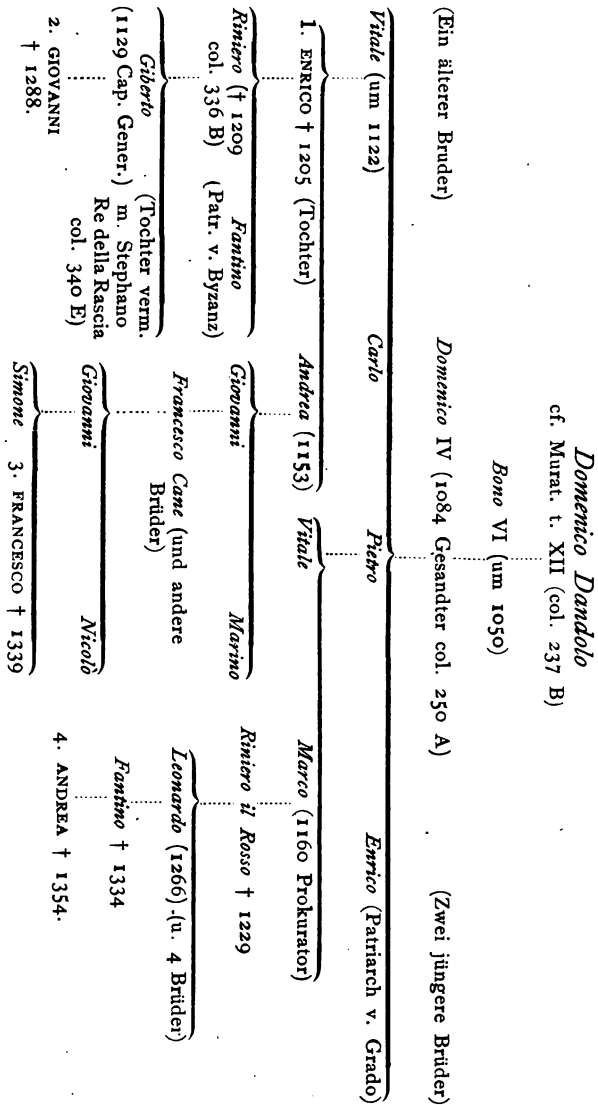 Domenico Dandolo
cf. Murat. t. XII (col. 237 B)
Bono VI (um 1050)
(Ein älterer Bruder)
Domenico IV (1084 Gesandter col. 250 A)
(Zwei jüngere Brüder)
Vitale (um 1122)
Carlo
Pietro
Enrico (Patriarch v. Grado)
1. ENRICO † 1205 (Tochter)
Andrea (1153)
Vitale
Marco (1160 Prokurator)
Riniero († 1209
col. 336 B)
Fantino
(Patr. v. Byzanz)
Giovanni
Marino
Riniero il Rosso † 1229
Giberto
(1129 Cap. Gener.)
(Tochter verm.
m. Stephano
Re della Rascia
col. 340 E)
Francesco Cane (und andere
Brüder)
Leonardo (1266) (u. 4 Brüder)
Giovanni
Nicolò
Fantino † 1334
2. GIOVANNI
† 1288.
Simone
3. FRANCESCO † 1339
4. ANDREA † 1354.